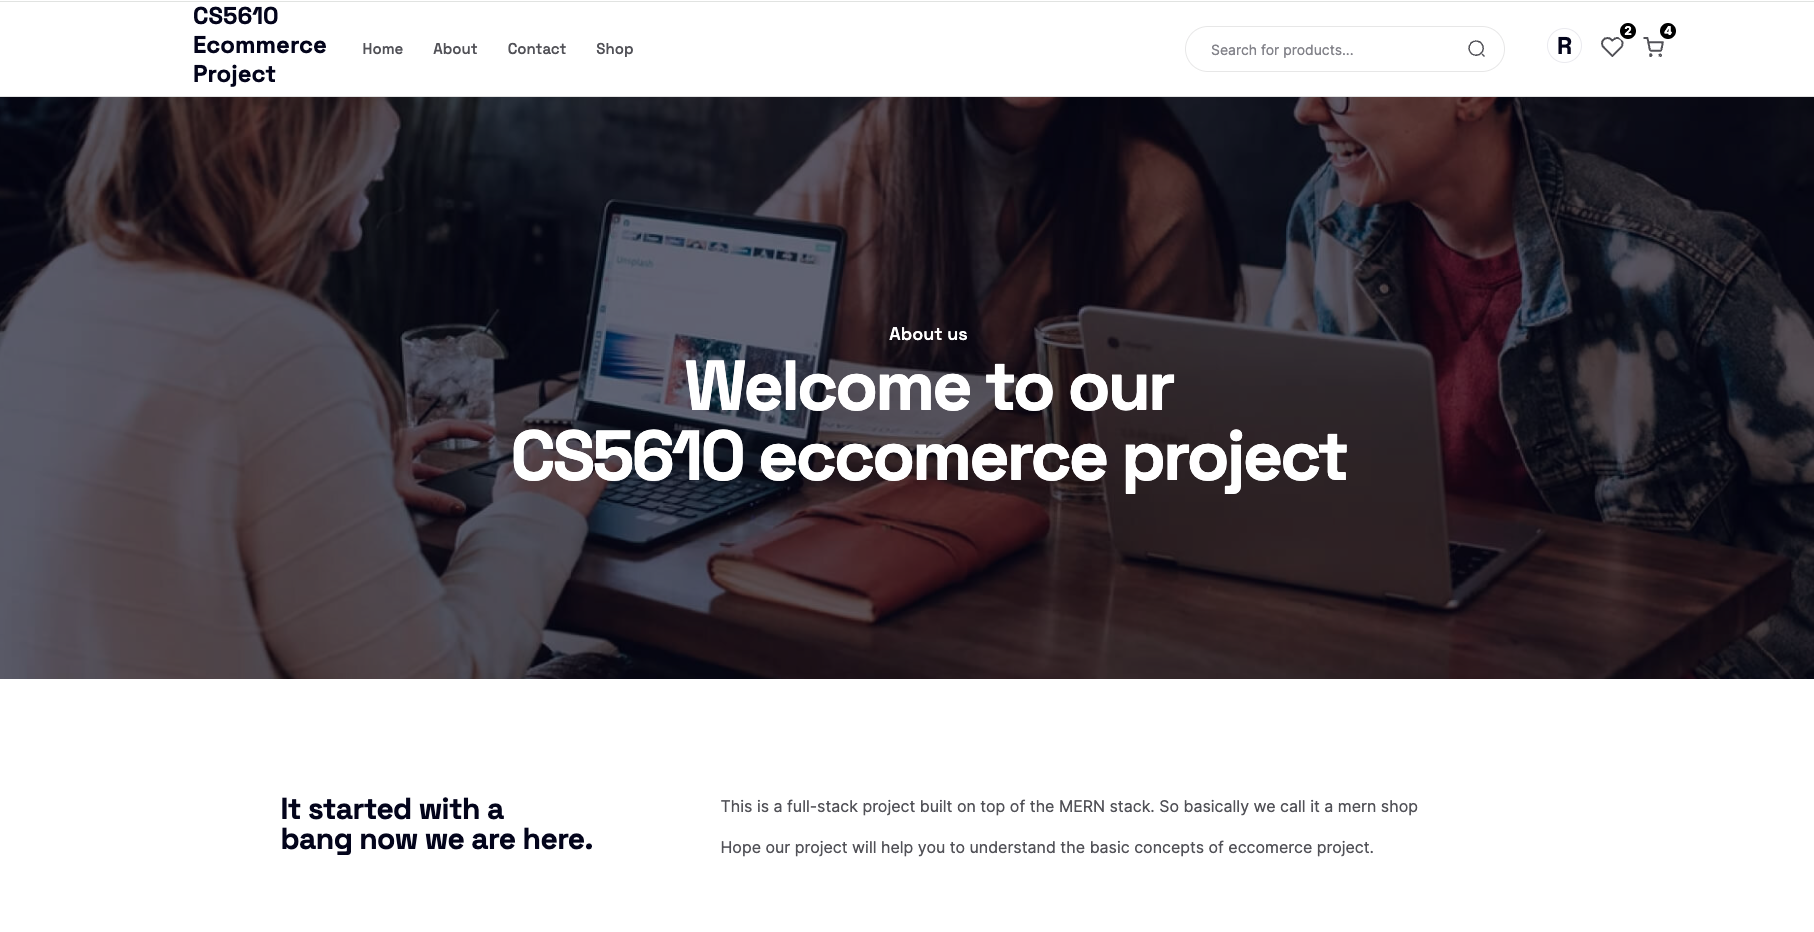 CS5610
Ecommerce
Project
Home About Contact Shop
Search for products...
R
2
4
Unsplash
About us
Welcome to our
CS5610 eccomerce project
It started with a
bang now we are here.
This is a full-stack project built on top of the MERN stack. So basically we call it a mern shop
Hope our project will help you to understand the basic concepts of eccomerce project.